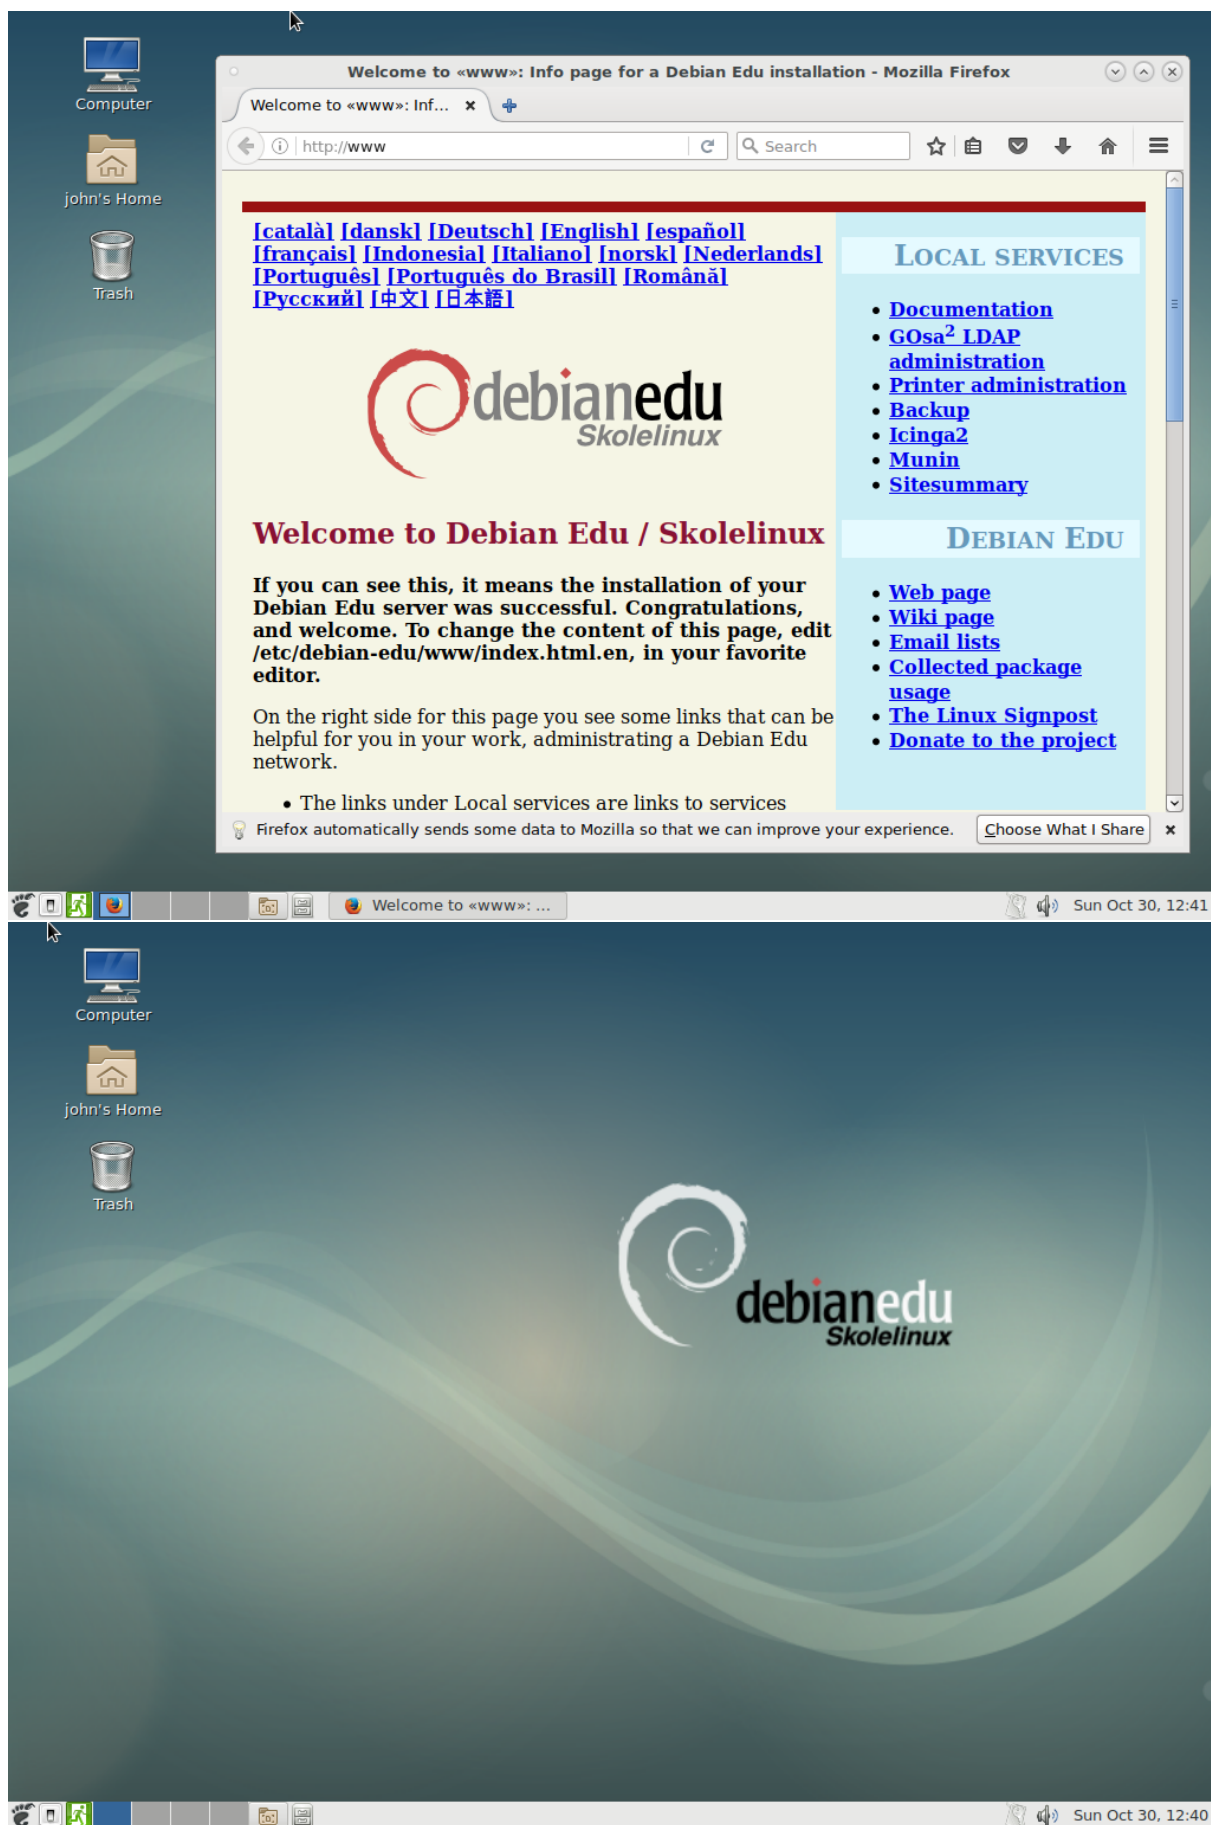 Computer
john's Home
Trash
Welcome to «www»: Info page for a Debian Edu installation - Mozilla Firefox
Welcome to «www»: Inf...
http://www
Search
[català] [dansk] [Deutsch] [English] [español]
[français] [Indonesia] [Italiano] [norsk] [Nederlands]
[Português] [Português do Brasil] [Română]
[Русский] [中文] [日本語]
debianedu
Skolelinux
Welcome to Debian Edu / Skolelinux
If you can see this, it means the installation of your
Debian Edu server was successful. Congratulations,
and welcome. To change the content of this page, edit
/etc/debian-edu/www/index.html.en, in your favorite
editor.
On the right side for this page you see some links that can be
helpful for you in your work, administrating a Debian Edu
network.
• The links under Local services are links to services
Local services
• Documentation
• GOsa² LDAP
administration
• Printer administration
• Backup
• Icinga2
• Munin
• Sitesummary
Debian Edu
• Web page
• Wiki page
• Email lists
• Collected package
usage
• The Linux Signpost
• Donate to the project
Firefox automatically sends some data to Mozilla so that we can improve your experience.
Choose What I Share
Welcome to «www»: ...
Sun Oct 30, 12:41
Computer
john's Home
Trash
debianedu
Skolelinux
Sun Oct 30, 12:40